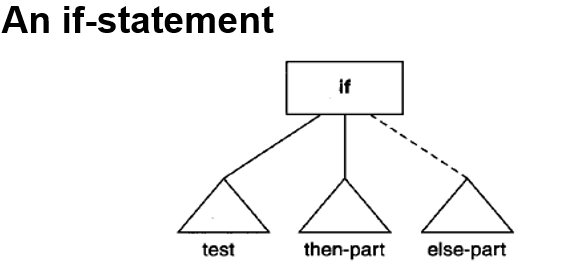 An if-statement
if
test then-part else-part